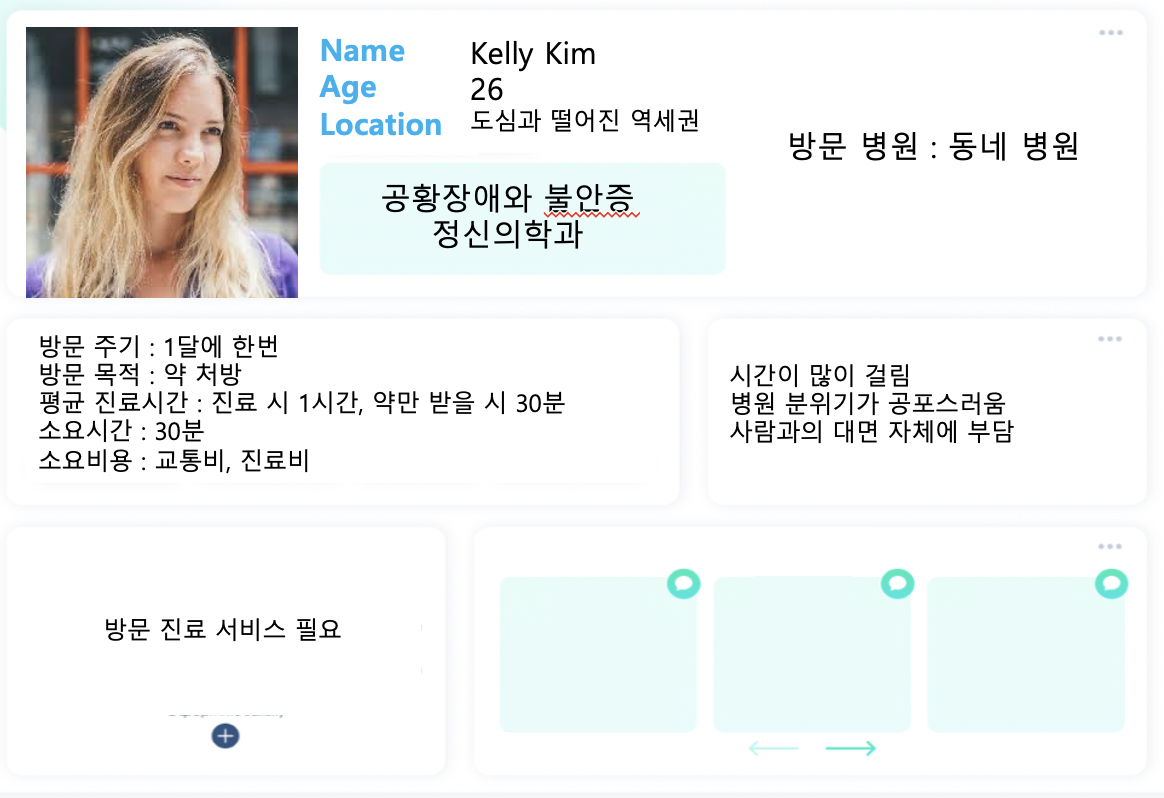 Name
Kelly Kim
Age
26
Location
도심과 떨어진 역세권
공황장애와 불안증
정신의학과
방문 병원 : 동네 병원
방문 주기 : 1달에 한번
방문 목적 : 약 처방
평균 진료시간 : 진료 시 1시간, 약만 받을 시 30분
소요시간 : 30분
소요비용 : 교통비, 진료비
시간이 많이 걸림
병원 분위기가 공포스러움
사람과의 대면 자체에 부담
방문 진료 서비스 필요